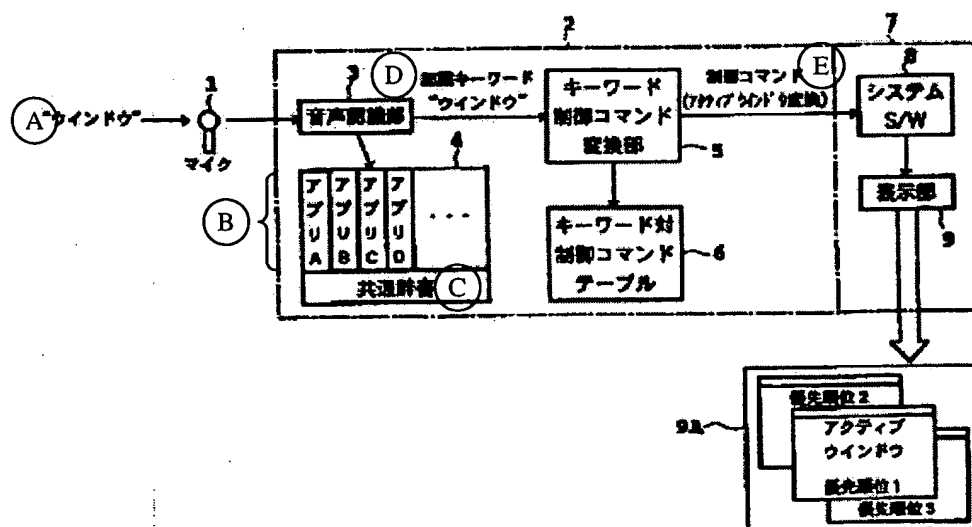 2
7
A
"ウインドウ"
1
マイク
3
D
音声認識部
認識キーワード
"ウインドウ"
4
B
アプリA
アプリB
アプリC
アプリD
・・・
共通辞書
C
キーワード
制御コマンド
変換部
5
キーワード対
制御コマンド
テーブル
6
E
制御コマンド
(アクティブウインドウ変換)
8
システム
S/W
表示部
9
9a
優先順位2
アクティブ
ウインドウ
優先順位1
優先順位3